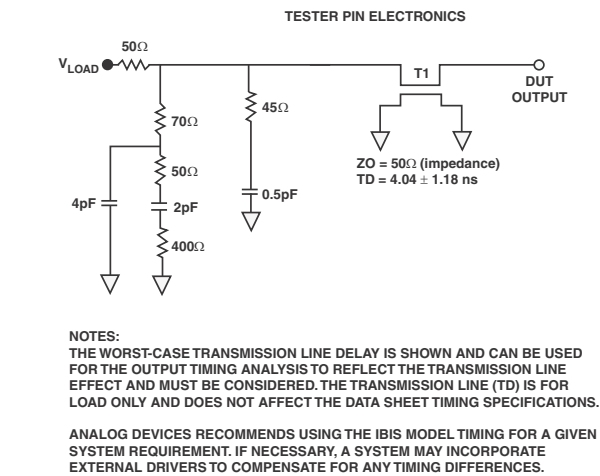 TESTER PIN ELECTRONICS
50Ω
VLOAD
T1
DUT
OUTPUT
70Ω
45Ω
ZO = 50Ω (impedance)
TD = 4.04 ± 1.18 ns
50Ω
4pF
2pF
0.5pF
400Ω
NOTES:
THE WORST-CASE TRANSMISSION LINE DELAY IS SHOWN AND CAN BE USED
FOR THE OUTPUT TIMING ANALYSIS TO REFLECT THE TRANSMISSION LINE
EFFECT AND MUST BE CONSIDERED. THE TRANSMISSION LINE (TD) IS FOR
LOAD ONLY AND DOES NOT AFFECT THE DATA SHEET TIMING SPECIFICATIONS.
ANALOG DEVICES RECOMMENDS USING THE IBIS MODEL TIMING FOR A GIVEN
SYSTEM REQUIREMENT. IF NECESSARY, A SYSTEM MAY INCORPORATE
EXTERNAL DRIVERS TO COMPENSATE FOR ANY TIMING DIFFERENCES.